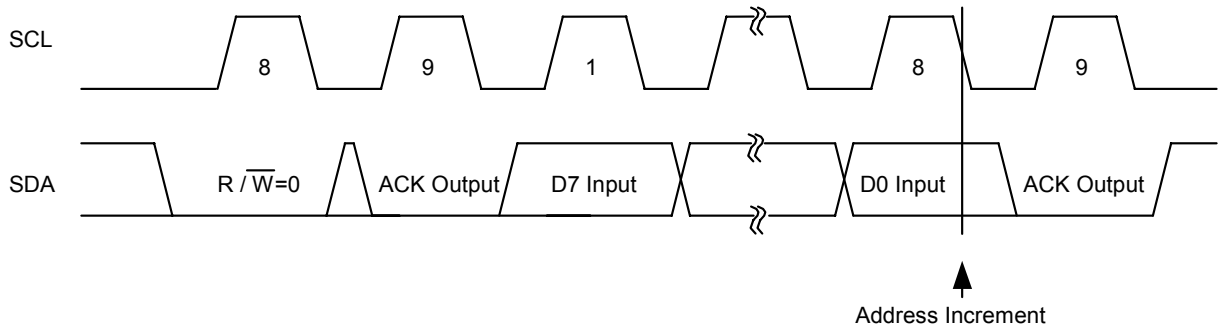 SCL
8 9 1 8 9
SDA
R / W̅=0 ACK Output D7 Input D0 Input ACK Output
Address Increment